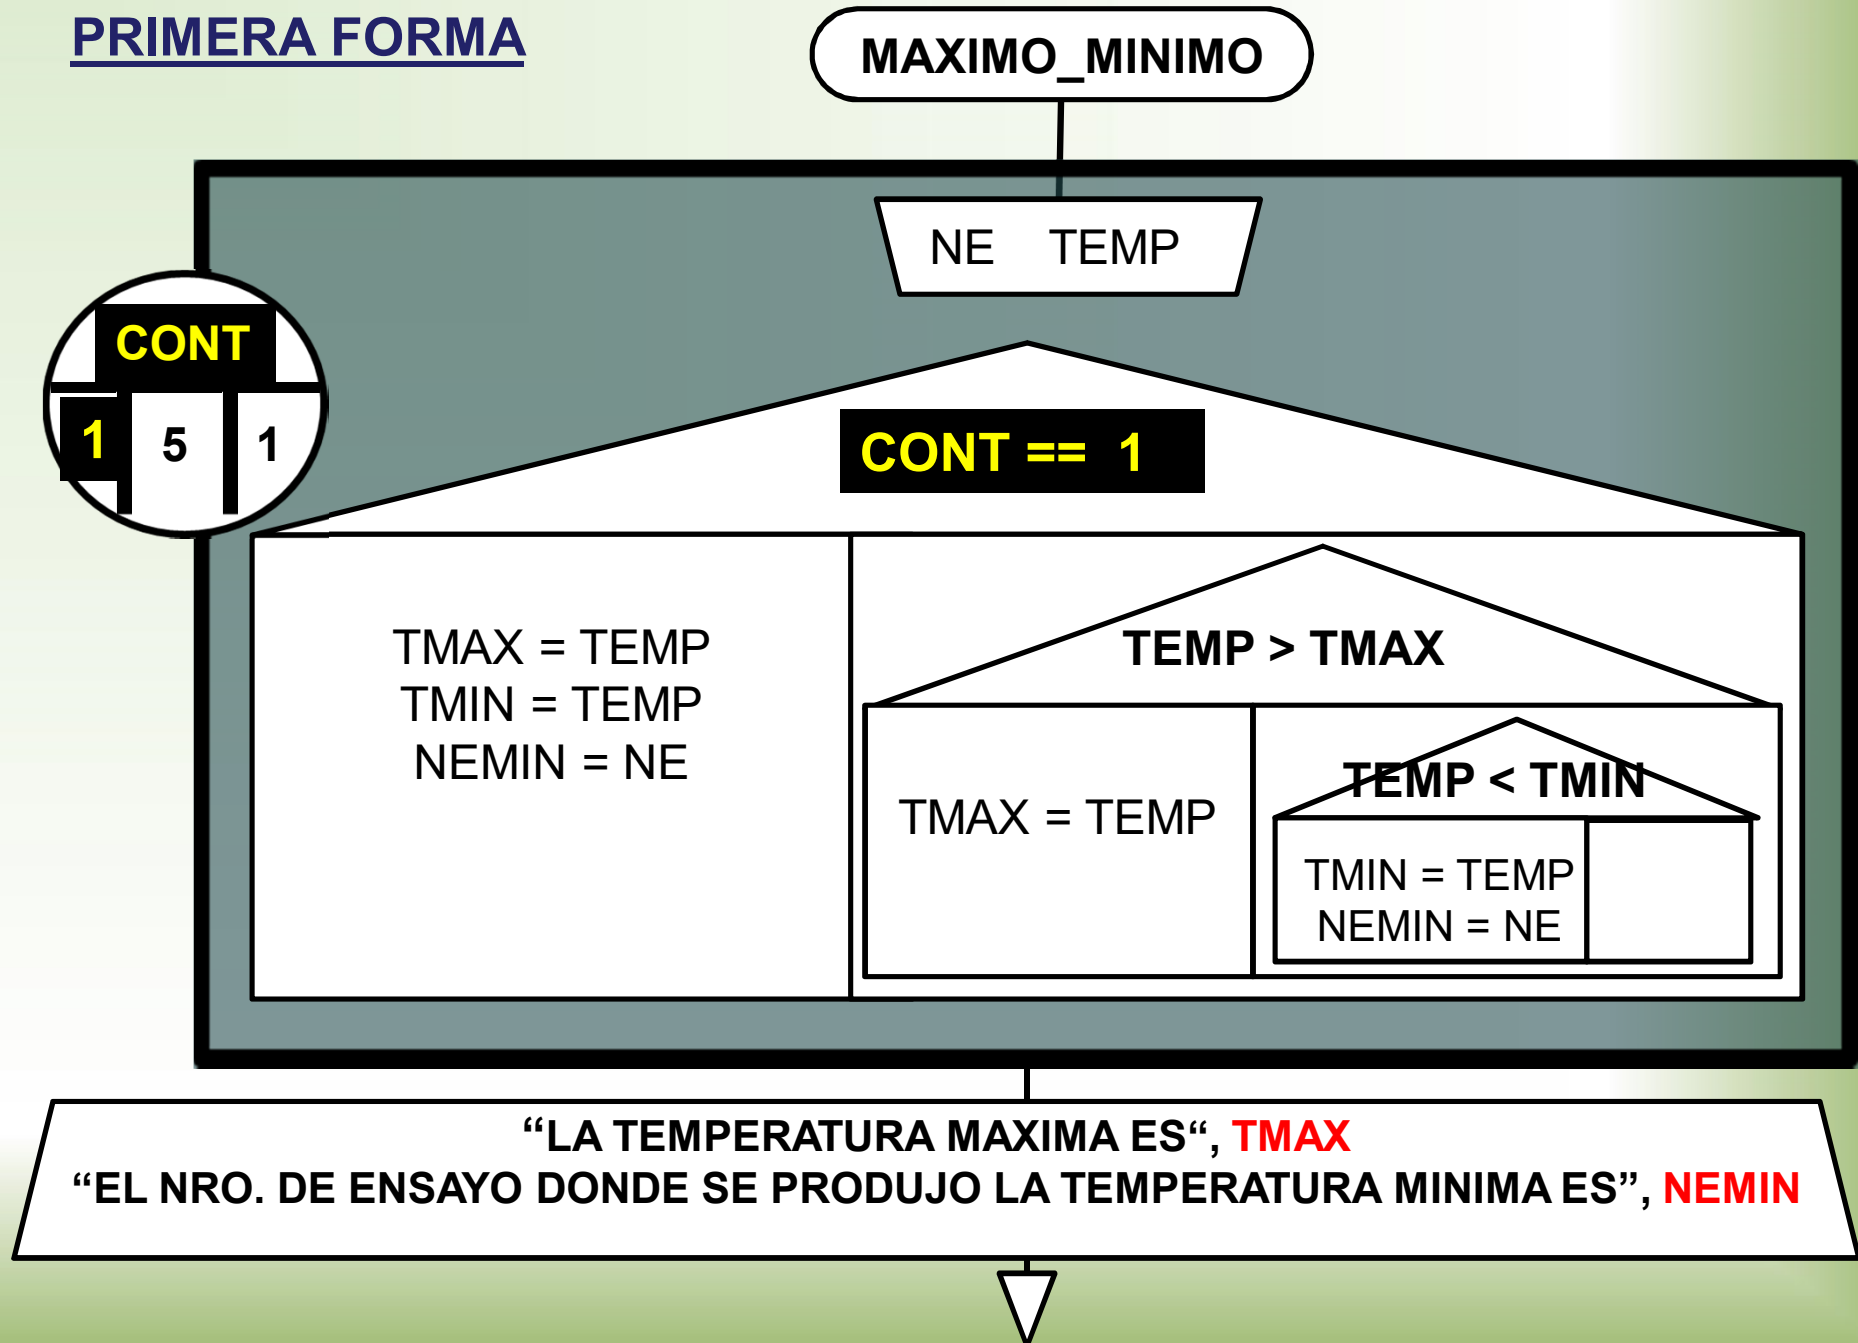 PRIMERA FORMA
MAXIMO_MINIMO
NE TEMP
CONT
1 5 1
CONT == 1
TMAX = TEMP
TMIN = TEMP
NEMIN = NE
TEMP > TMAX
TMAX = TEMP
TEMP < TMIN
TMIN = TEMP
NEMIN = NE
“LA TEMPERATURA MAXIMA ES“, TMAX
“EL NRO. DE ENSAYO DONDE SE PRODUJO LA TEMPERATURA MINIMA ES”, NEMIN